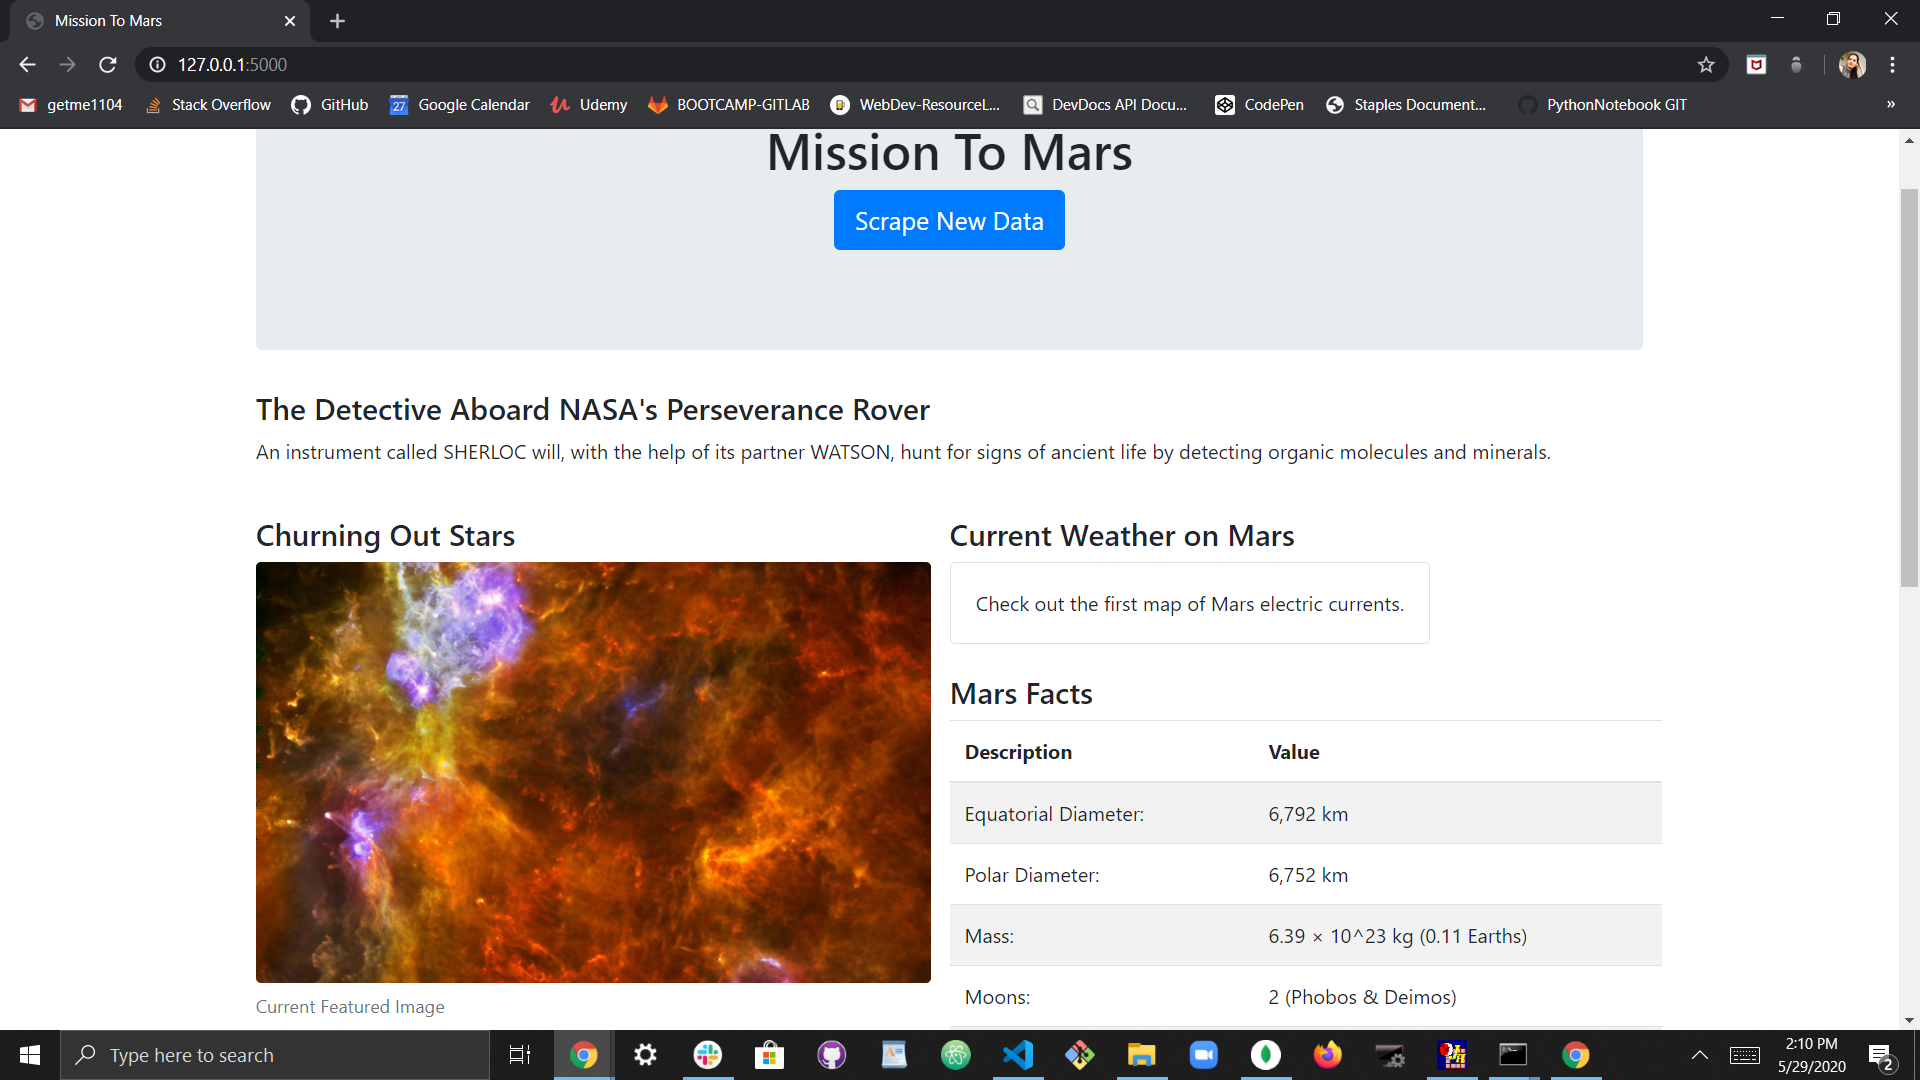 Mission To Mars
127.0.0.1:5000
getme1104 Stack Overflow GitHub 27 Google Calendar Udemy BOOTCAMP-GITLAB WebDev-ResourceL... DevDocs API Docu... CodePen Staples Document... PythonNotebook GIT »
Mission To Mars
Scrape New Data
The Detective Aboard NASA's Perseverance Rover
An instrument called SHERLOC will, with the help of its partner WATSON, hunt for signs of ancient life by detecting organic molecules and minerals.
Churning Out Stars
Current Featured Image
Current Weather on Mars
Check out the first map of Mars electric currents.
Mars Facts
Description Value
Equatorial Diameter: 6,792 km
Polar Diameter: 6,752 km
Mass: 6.39 × 10^23 kg (0.11 Earths)
Moons: 2 (Phobos & Deimos)
Type here to search
2:10 PM
5/29/2020
2